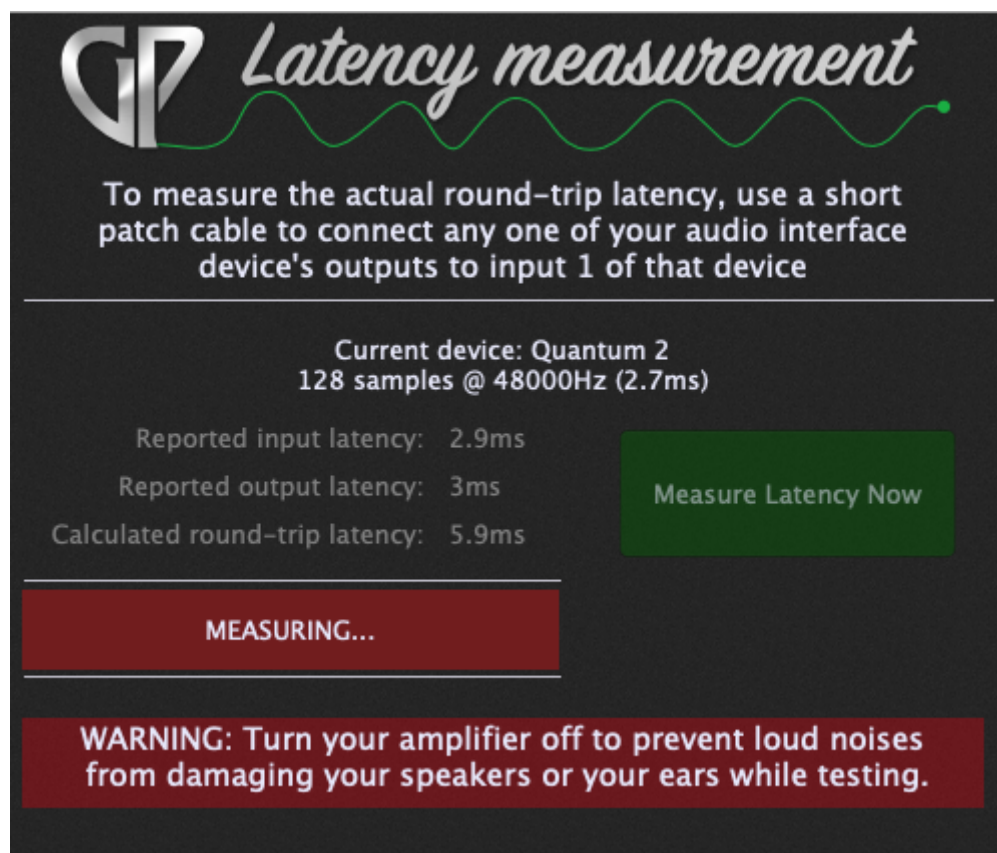 GP Latency measurement
To measure the actual round-trip latency, use a short
patch cable to connect any one of your audio interface
device's outputs to input 1 of that device
Current device: Quantum 2
128 samples @ 48000Hz (2.7ms)
Reported input latency: 2.9ms
Reported output latency: 3ms
Calculated round-trip latency: 5.9ms
Measure Latency Now
MEASURING...
WARNING: Turn your amplifier off to prevent loud noises
from damaging your speakers or your ears while testing.